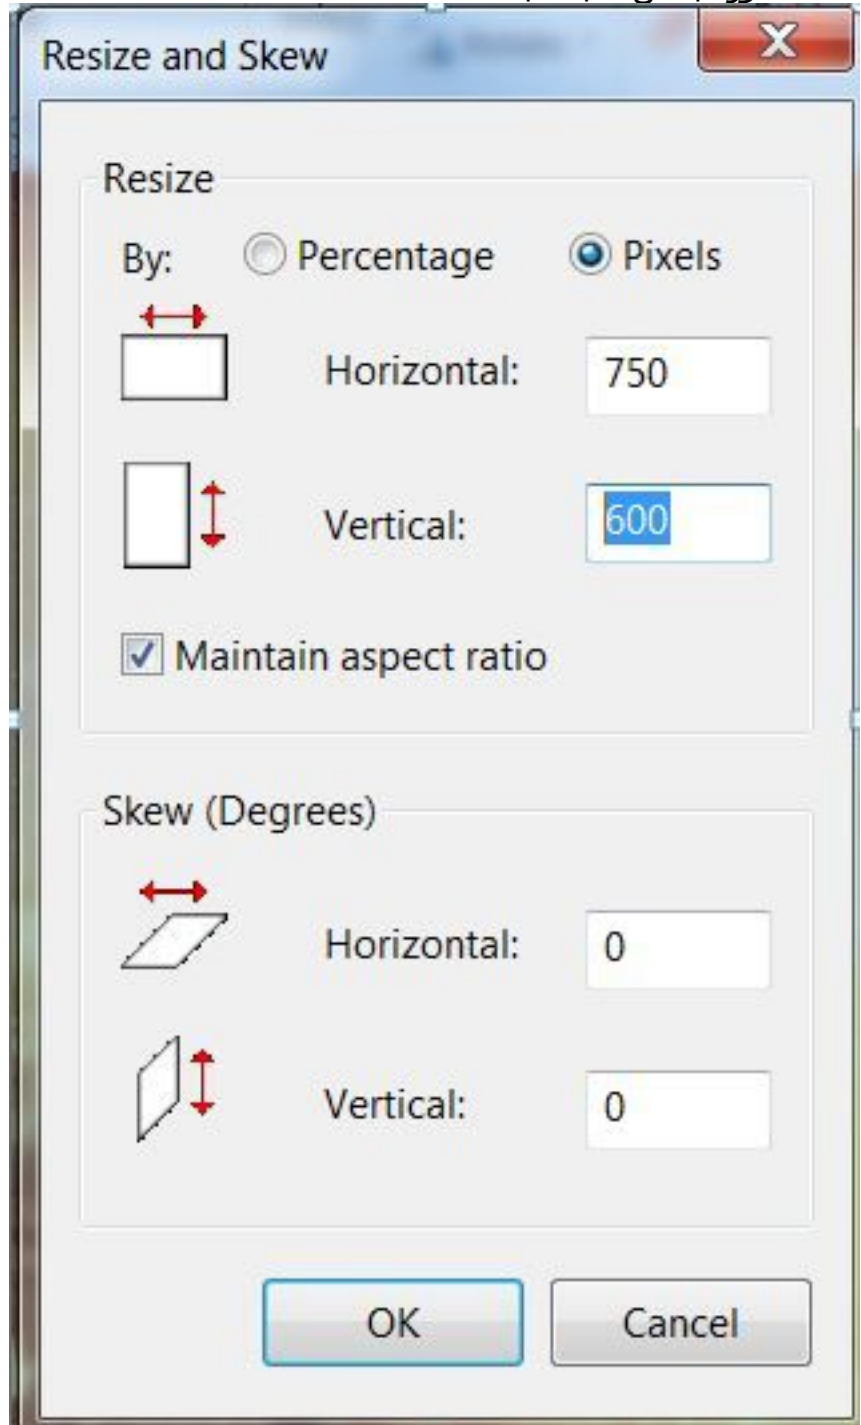 Resize and Skew
Resize
By: Percentage Pixels
Horizontal: 750
Vertical: 600
Maintain aspect ratio
Skew (Degrees)
Horizontal: 0
Vertical: 0
OK Cancel